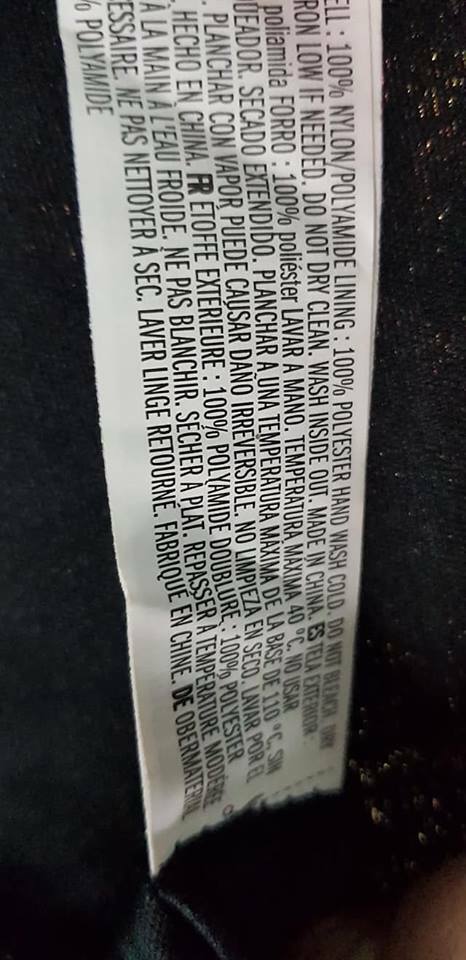 ELL : 100% NYLON/POLYAMIDE LINING : 100% POLYESTER HAND WASH COLD. DO NOT BLEACH. DRY
RON LOW IF NEEDED. DO NOT DRY CLEAN. WASH INSIDE OUT. MADE IN CHINA. ES TELA EXTERIOR :
poliamida FORRO : 100% poliéster LAVAR A MANO. TEMPERATURA MÁXIMA 40 °C. NO USAR
UEADOR. SECADO EXTENDIDO. PLANCHAR A UNA TEMPERATURA MÁXIMA DE LA BASE DE 110 °C, SIN
. PLANCHAR CON VAPOR PUEDE CAUSAR DAÑO IRREVERSIBLE. NO LIMPIEZA EN SECO. LAVAR POR EL
. HECHO EN CHINA. FR ETOFFE EXTERIEURE : 100% POLYAMIDE DOUBLURE : 100% POLYESTER
À LA MAIN À L'EAU FROIDE. NE PAS BLANCHIR. SÉCHER À PLAT. REPASSER À TEMPÉRATURE MODÉRÉE
ESSAIRE. NE PAS NETTOYER À SEC. LAVER LINGE RETOURNÉ. FABRIQUÉ EN CHINE. DE OBERMATERIAL
% POLYAMIDE